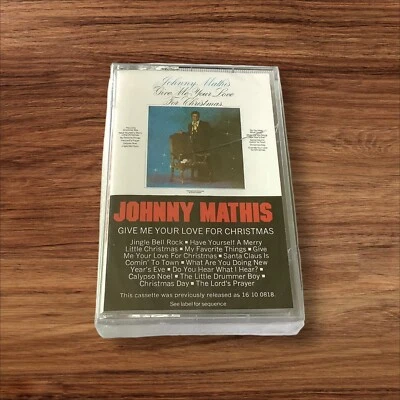 Johnny Mathis
Give Me Your Love
For Christmas
JOHNNY MATHIS
GIVE ME YOUR LOVE FOR CHRISTMAS
Jingle Bell Rock ■ Have Yourself A Merry
Little Christmas ■ My Favorite Things ■ Give
Me Your Love For Christmas ■ Santa Claus Is
Comin' To Town ■ What Are You Doing New
Year's Eve ■ Do You Hear What I Hear? ■
Calypso Noel ■ The Little Drummer Boy ■
Christmas Day ■ The Lord's Prayer
This cassette was previously released as 16 10 0818.
See label for sequence.